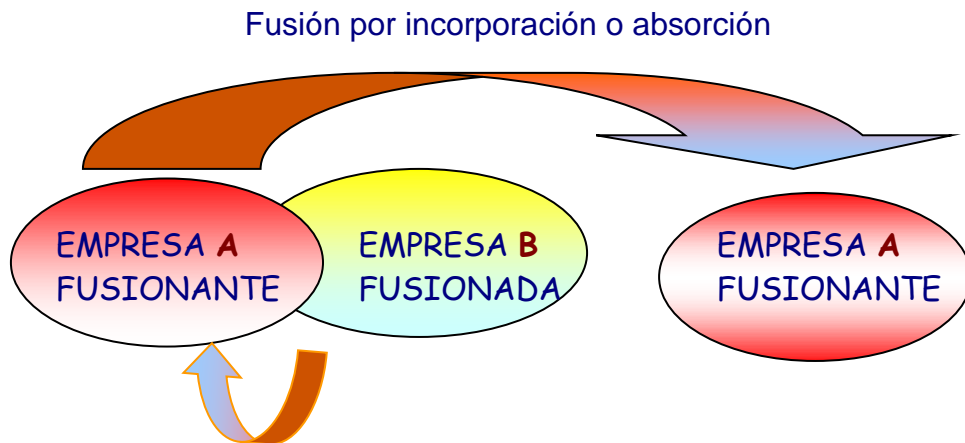 Fusión por incorporación o absorción
EMPRESA A
FUSIONANTE
EMPRESA B
FUSIONADA
EMPRESA A
FUSIONANTE